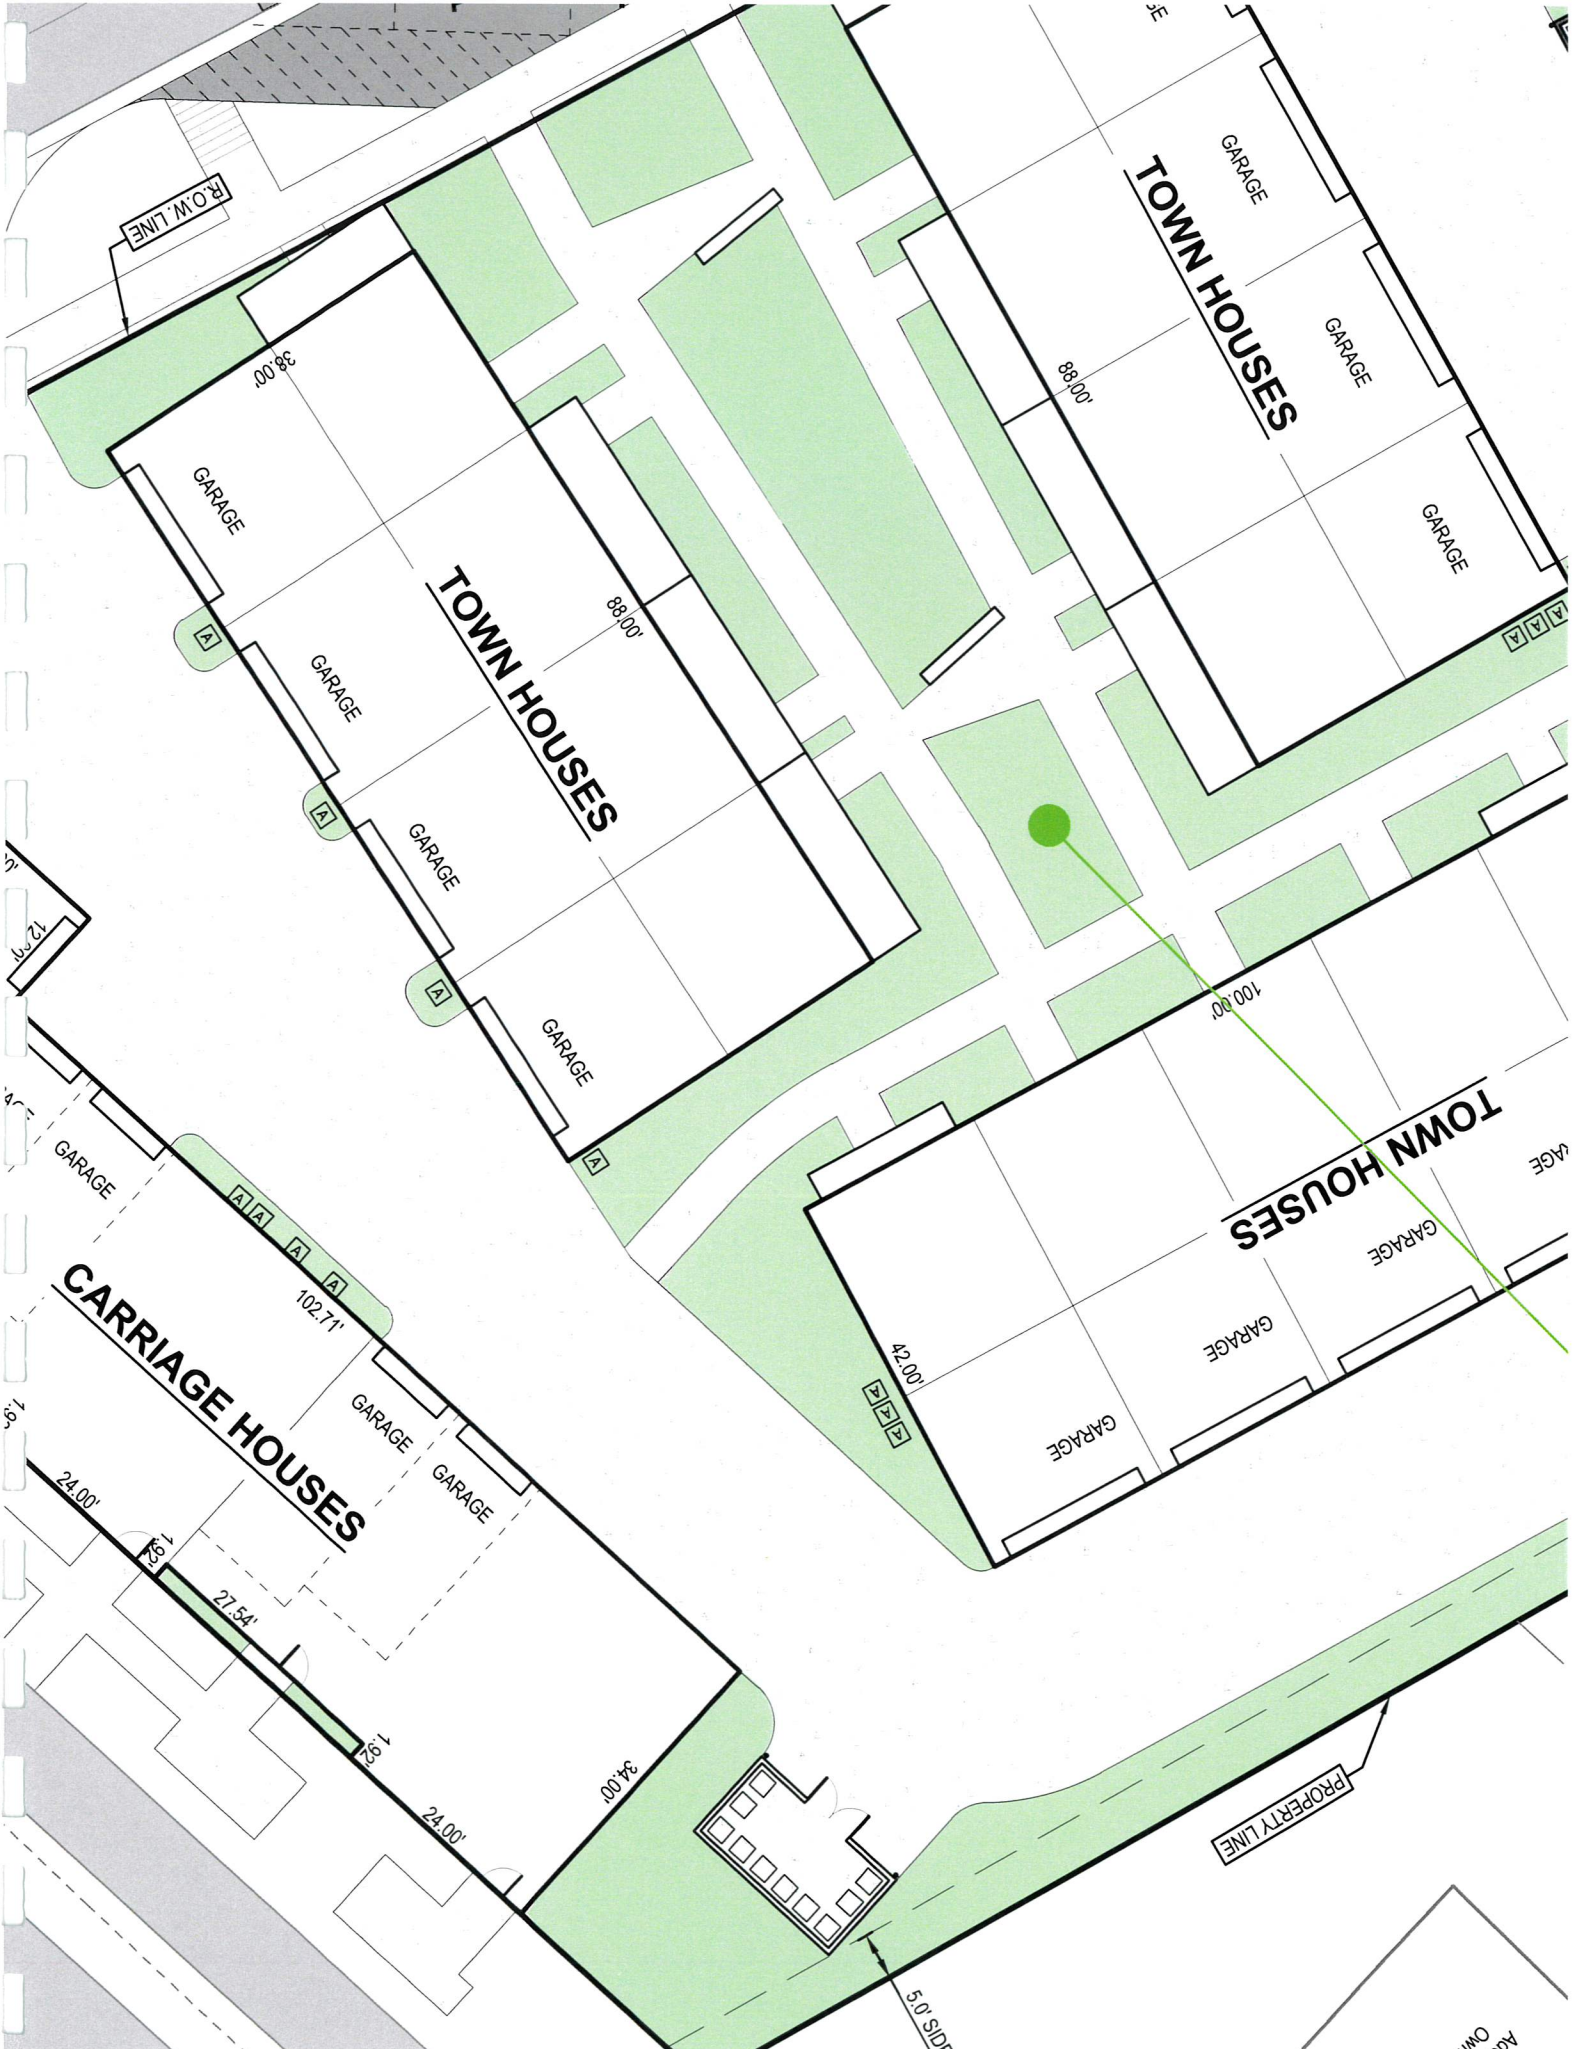 R.O.W. LINE
38.00'
GARAGE
GARAGE
GARAGE
GARAGE
TOWN HOUSES
88.00'
A
A
A
A
TOWN HOUSES
88.00'
GARAGE
GARAGE
GARAGE
A
A
A
100.00'
TOWN HOUSES
GARAGE
GARAGE
GARAGE
42.00'
A
A
A
GARAGE
A
A
A
A
102.71'
CARRIAGE HOUSES
GARAGE
GARAGE
24.00'
1.92'
27.54'
1.92'
24.00'
34.00'
PROPERTY LINE
5.0'